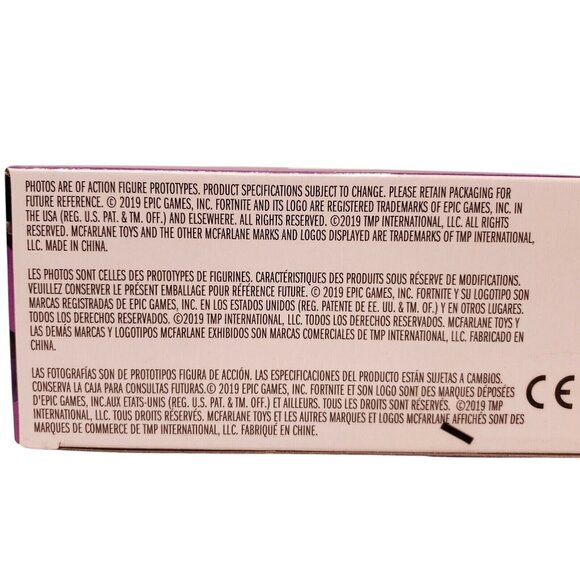 PHOTOS ARE OF ACTION FIGURE PROTOTYPES. PRODUCT SPECIFICATIONS SUBJECT TO CHANGE. PLEASE RETAIN PACKAGING FOR
FUTURE REFERENCE. © 2019 EPIC GAMES, INC. FORTNITE AND ITS LOGO ARE REGISTERED TRADEMARKS OF EPIC GAMES, INC. IN
THE USA (REG. U.S. PAT. & TM. OFF.) AND ELSEWHERE. ALL RIGHTS RESERVED. ©2019 TMP INTERNATIONAL, LLC. ALL RIGHTS
RESERVED. MCFARLANE TOYS AND THE OTHER MCFARLANE MARKS AND LOGOS DISPLAYED ARE TRADEMARKS OF TMP INTERNATIONAL,
LLC. MADE IN CHINA.
LES PHOTOS SONT CELLES DES PROTOTYPES DE FIGURINES. CARACTÉRISTIQUES DES PRODUITS SOUS RÉSERVE DE MODIFICATIONS.
VEUILLEZ CONSERVER LE PRÉSENT EMBALLAGE POUR RÉFÉRENCE FUTURE. © 2019 EPIC GAMES, INC. FORTNITE Y SU LOGOTIPO SON
MARCAS REGISTRADAS DE EPIC GAMES, INC. EN LOS ESTADOS UNIDOS (REG. PATENTE DE EE. UU. & TM. OF.) Y EN OTROS LUGARES.
TODOS LOS DERECHOS RESERVADOS. ©2019 TMP INTERNATIONAL, LLC. TODOS LOS DERECHOS RESERVADOS. MCFARLANE TOYS Y
LAS DEMÁS MARCAS Y LOGOTIPOS MCFARLANE EXHIBIDOS SON MARCAS COMERCIALES DE TMP INTERNATIONAL, LLC. FABRICADO EN
CHINA.
LAS FOTOGRAFÍAS SON DE PROTOTIPOS FIGURA DE ACCIÓN. LAS ESPECIFICACIONES DEL PRODUCTO ESTÁN SUJETAS A CAMBIOS.
CONSERVA LA CAJA PARA CONSULTAS FUTURAS.© 2019 EPIC GAMES, INC. FORTNITE ET SON LOGO SONT DES MARQUES DÉPOSÉES
D'EPIC GAMES, INC.AUX ETATS-UNIS (REG. U.S. PAT. & TM OFF.) ET AILLEURS. TOUS LES DROITS SONT RÉSERVÉS. ©2019 TMP
INTERNATIONAL, LLC. TOUS DROITS RÉSERVÉS. MCFARLANE TOYS ET LES AUTRES MARQUES ET LOGOS MCFARLANE AFFICHÉS SONT DES
MARQUES DE COMMERCE DE TMP INTERNATIONAL, LLC. FABRIQUÉ EN CHINE.
CE